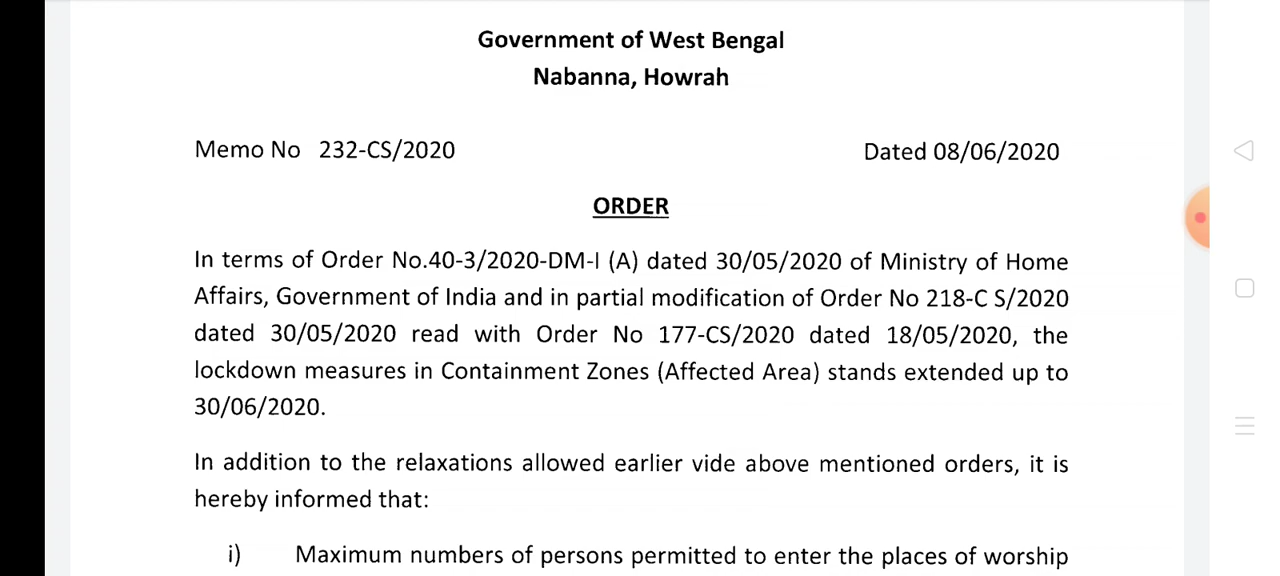 Government of West Bengal
Nabanna, Howrah
Memo No 232-CS/2020 Dated 08/06/2020
ORDER
In terms of Order No.40-3/2020-DM-I (A) dated 30/05/2020 of Ministry of Home
Affairs, Government of India and in partial modification of Order No 218-C S/2020
dated 30/05/2020 read with Order No 177-CS/2020 dated 18/05/2020, the
lockdown measures in Containment Zones (Affected Area) stands extended up to
30/06/2020.
In addition to the relaxations allowed earlier vide above mentioned orders, it is
hereby informed that:
i) Maximum numbers of persons permitted to enter the places of worship